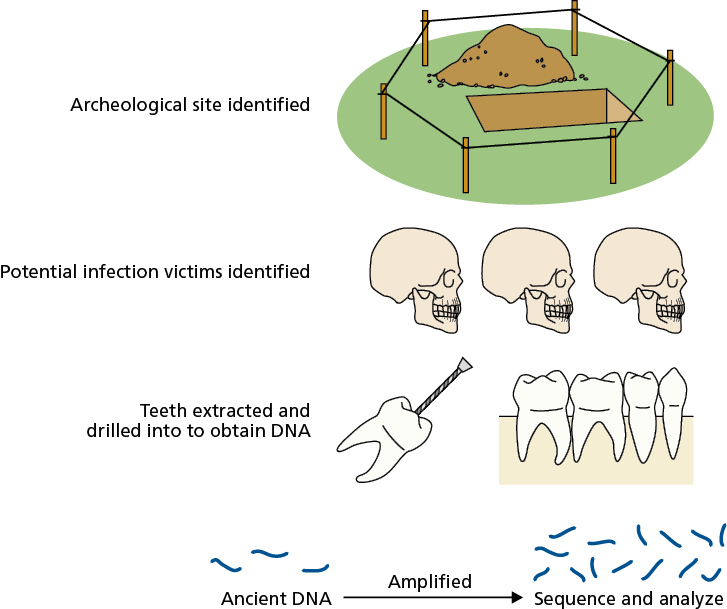 Archeological site identified
Potential infection victims identified
Teeth extracted and
drilled into to obtain DNA
Amplified
Ancient DNA
Sequence and analyze